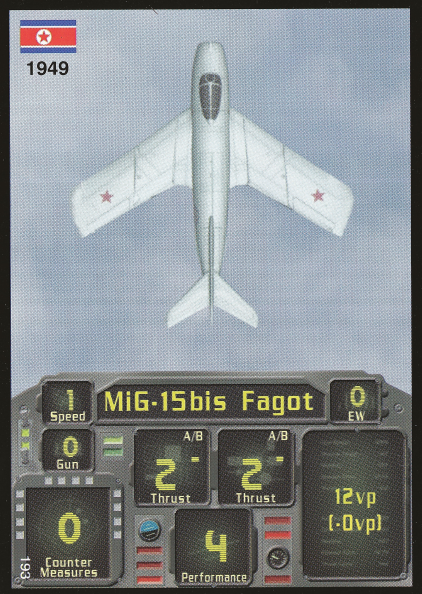 1949
1
Speed
MiG-15bis Fagot
0
EW
0
Gun
A/B
2 -
Thrust
A/B
2 -
Thrust
12vp
(-0vp)
0
Counter
Measures
4
Performance
193